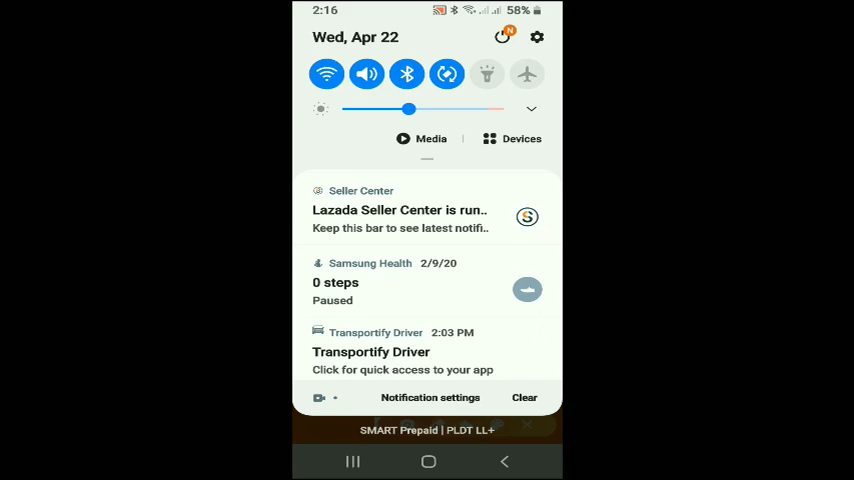 2:16
58%
Wed, Apr 22
N
Media
Devices
Seller Center
Lazada Seller Center is run..
Keep this bar to see latest notifi..
S
Samsung Health 2/9/20
0 steps
Paused
Transportify Driver 2:03 PM
Transportify Driver
Click for quick access to your app
Notification settings
Clear
SMART Prepaid | PLDT LL+